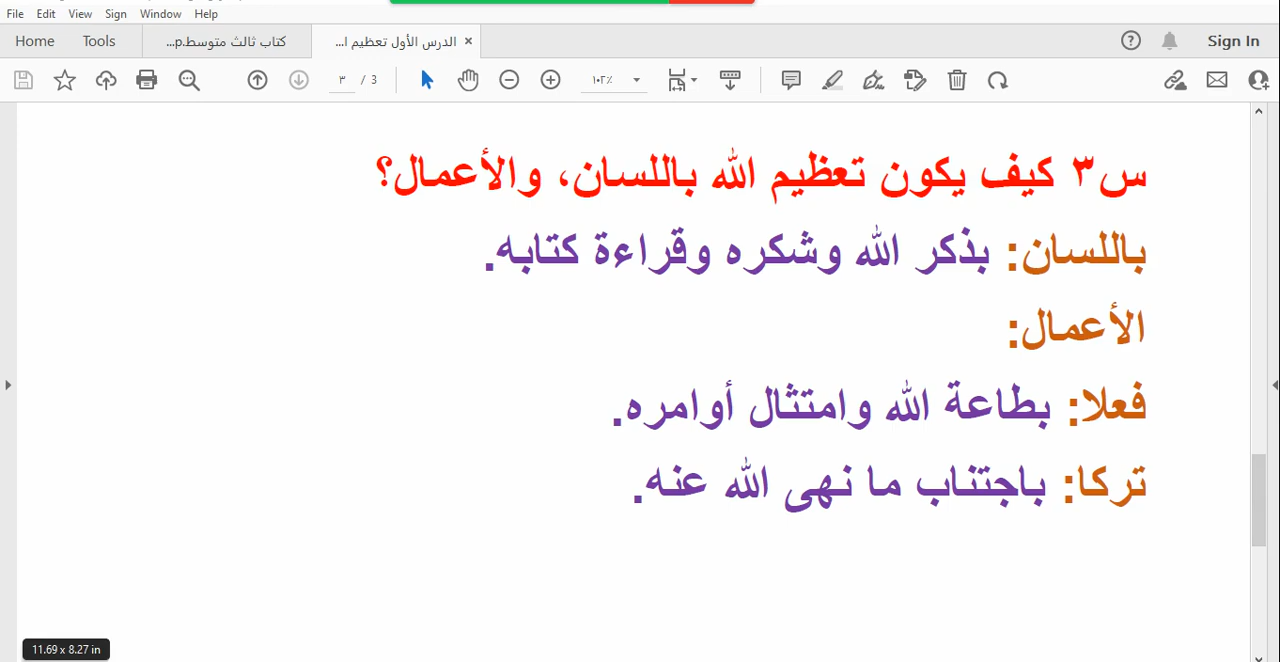 File Edit View Sign Window Help
Home Tools كتاب ثالث متوسط.p... الدرس الأول تعظيم ا... × ? Sign In
٣ / 3 ١٠٢٪
س٣ كيف يكون تعظيم الله باللسان، والأعمال؟
باللسان: بذكر الله وشكره وقراءة كتابه.
الأعمال:
فعلا: بطاعة الله وامتثال أوامره.
تركا: باجتناب ما نهى الله عنه.
11.69 x 8.27 in